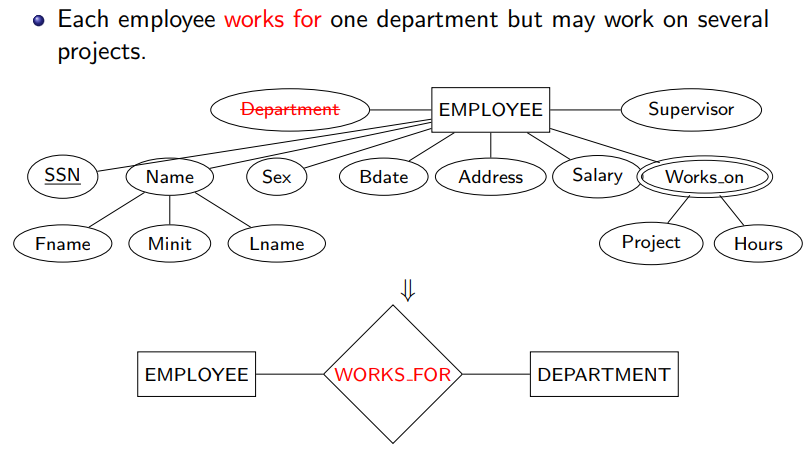 Each employee works for one department but may work on several
projects.
Department EMPLOYEE Supervisor
SSN Name Sex Bdate Address Salary Works_on
Fname Minit Lname Project Hours
⇓
EMPLOYEE WORKS_FOR DEPARTMENT